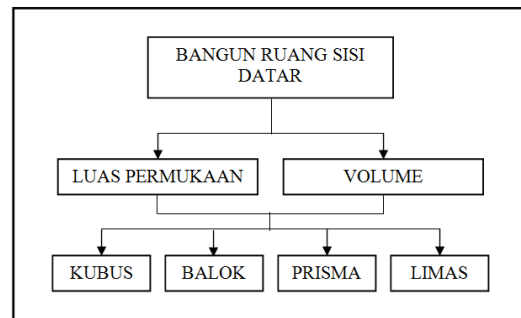 BANGUN RUANG SISI
DATAR
LUAS PERMUKAAN
VOLUME
KUBUS
BALOK
PRISMA
LIMAS